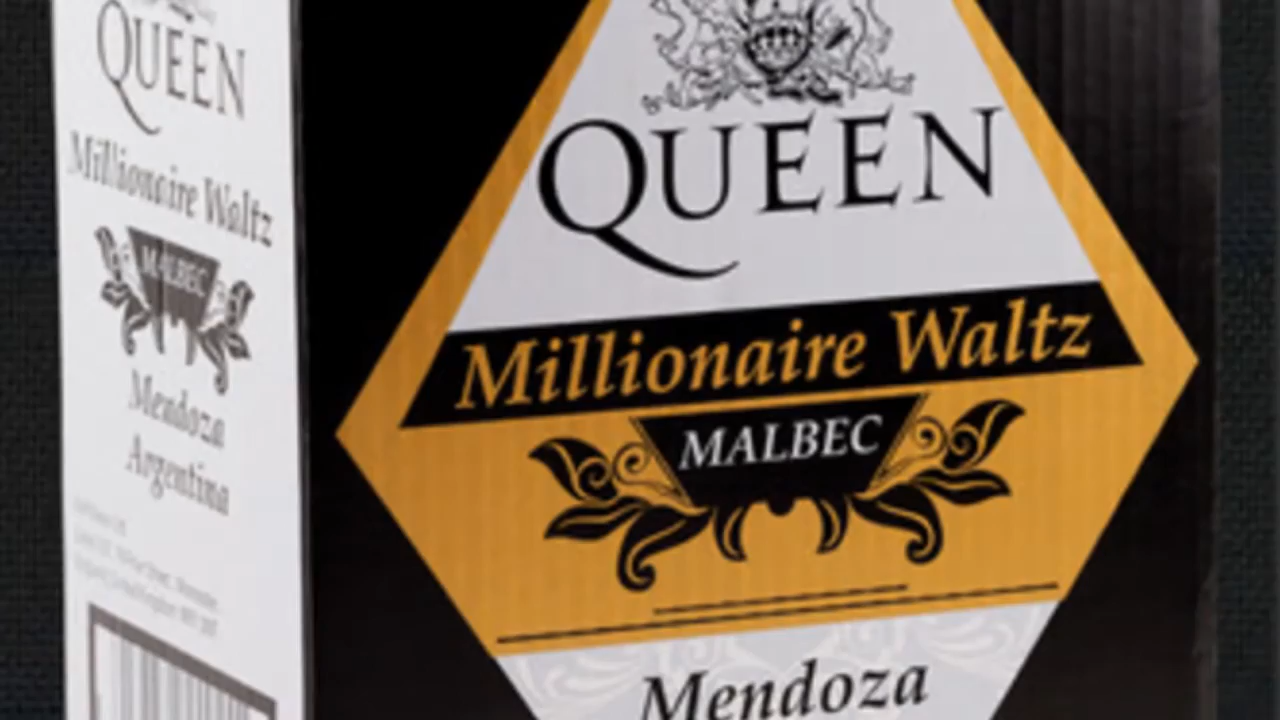 QUEEN
Millionaire Waltz
MALBEC
Mendoza
Argentina
QUEEN
Millionaire Waltz
MALBEC
Mendoza